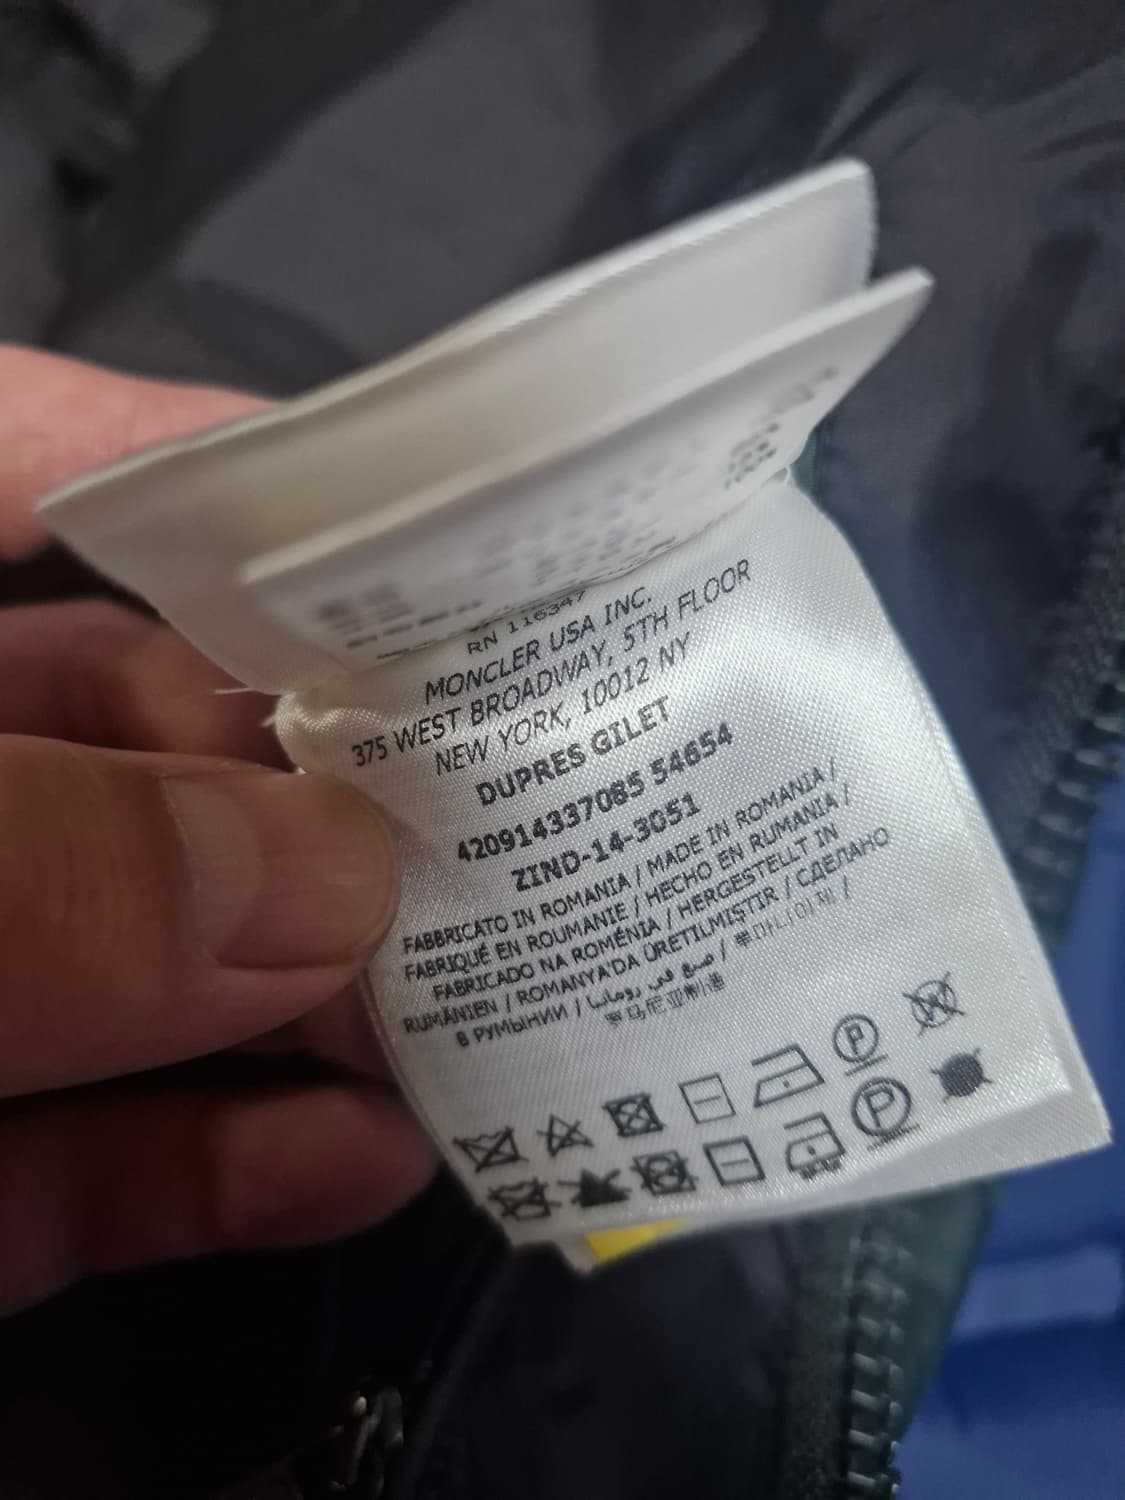 RN 116347
MONCLER USA INC.
375 WEST BROADWAY, 5TH FLOOR
NEW YORK, 10012 NY
DUPRES GILET
420914337085 54654
ZIND-14-3051
FABBRICATO IN ROMANIA / MADE IN ROMANIA /
FABRIQUÉ EN ROUMANIE / HECHO EN RUMANIA /
FABRICADO NA ROMÉNIA / HERGESTELLT IN
RUMÄNIEN / ROMANYA'DA ÜRETILMIŞTIR / СДЕЛАНО
В РУМЫНИИ / صنع في رومانيا /
罗马尼亚制造
P
W
P